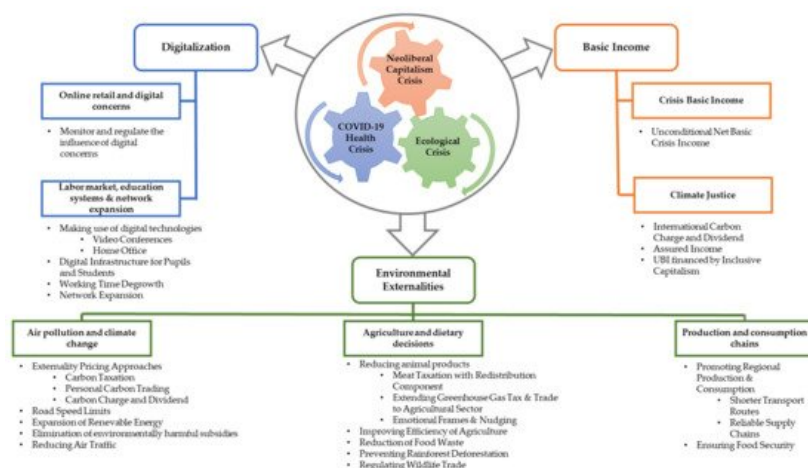 Digitalization
Neoliberal
Capitalism
Crisis
COVID-19
Health
Crisis
Ecological
Crisis
Basic Income
Online retail and digital
concerns
• Monitor and regulate the
influence of digital
concerns
Labor market, education
systems & network
expansion
• Making use of digital technologies
• Video Conferences
• Home Office
• Digital Infrastructure for Pupils
and Students
• Working Time Degrowth
• Network Expansion
Crisis Basic Income
• Unconditional Net Basic
Crisis Income
Climate Justice
• International Carbon
Charge and Dividend
• Assured Income
• UBI financed by Inclusive
Capitalism
Environmental
Externalities
Air pollution and climate
change
• Externality Pricing Approaches
• Carbon Taxation
• Personal Carbon Trading
• Carbon Charge and Dividend
• Road Speed Limits
• Expansion of Renewable Energy
• Elimination of environmentally harmful subsidies
• Reducing Air Traffic
Agriculture and dietary
decisions
• Reducing animal products
• Meat Taxation with Redistribution
Component
• Extending Greenhouse Gas Tax & Trade
to Agricultural Sector
• Emotional Frames & Nudging
• Improving Efficiency of Agriculture
• Reduction of Food Waste
• Preventing Rainforest Deforestation
• Regulating Wildlife Trade
Production and consumption
chains
• Promoting Regional
Production &
Consumption
• Shorter Transport
Routes
• Reliable Supply
Chains
• Ensuring Food Security